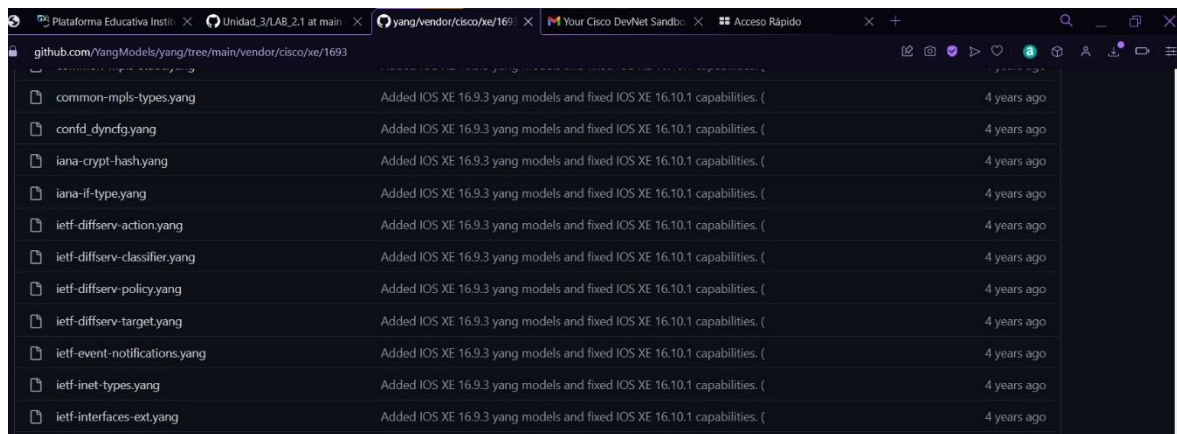 Plataforma Educativa Institu
Unidad_3/LAB_2.1 at main
yang/vendor/cisco/xe/1693
Your Cisco DevNet Sandbo
Acceso Rápido
github.com/YangModels/yang/tree/main/vendor/cisco/xe/1693
common-mpls-types.yang Added IOS XE 16.9.3 yang models and fixed IOS XE 16.10.1 capabilities. ( 4 years ago
confd_dyncfg.yang Added IOS XE 16.9.3 yang models and fixed IOS XE 16.10.1 capabilities. ( 4 years ago
iana-crypt-hash.yang Added IOS XE 16.9.3 yang models and fixed IOS XE 16.10.1 capabilities. ( 4 years ago
iana-if-type.yang Added IOS XE 16.9.3 yang models and fixed IOS XE 16.10.1 capabilities. ( 4 years ago
ietf-diffserv-action.yang Added IOS XE 16.9.3 yang models and fixed IOS XE 16.10.1 capabilities. ( 4 years ago
ietf-diffserv-classifier.yang Added IOS XE 16.9.3 yang models and fixed IOS XE 16.10.1 capabilities. ( 4 years ago
ietf-diffserv-policy.yang Added IOS XE 16.9.3 yang models and fixed IOS XE 16.10.1 capabilities. ( 4 years ago
ietf-diffserv-target.yang Added IOS XE 16.9.3 yang models and fixed IOS XE 16.10.1 capabilities. ( 4 years ago
ietf-event-notifications.yang Added IOS XE 16.9.3 yang models and fixed IOS XE 16.10.1 capabilities. ( 4 years ago
ietf-inet-types.yang Added IOS XE 16.9.3 yang models and fixed IOS XE 16.10.1 capabilities. ( 4 years ago
ietf-interfaces-ext.yang Added IOS XE 16.9.3 yang models and fixed IOS XE 16.10.1 capabilities. ( 4 years ago